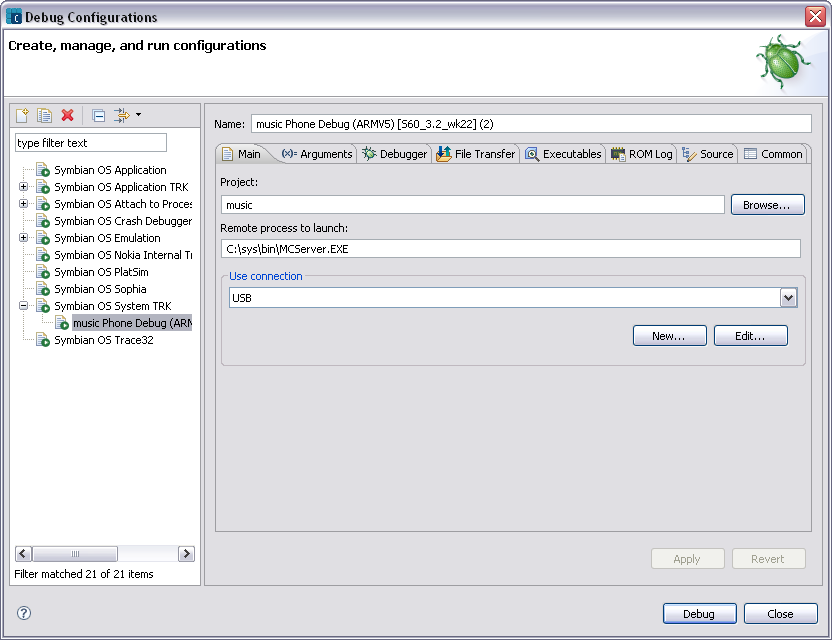 Debug Configurations
Create, manage, and run configurations
type filter text
Symbian OS Application
Symbian OS Application TRK
Symbian OS Attach to Proces
Symbian OS Crash Debugger
Symbian OS Emulation
Symbian OS Nokia Internal Tr
Symbian OS PlatSim
Symbian OS Sophia
Symbian OS System TRK
music Phone Debug (ARM
Symbian OS Trace32
Filter matched 21 of 21 items
Name: music Phone Debug (ARMV5) [S60_3.2_wk22] (2)
Main (x)= Arguments Debugger File Transfer Executables ROM Log Source Common
Project:
music Browse...
Remote process to launch:
C:\sys\bin\MCServer.EXE
Use connection
USB
New... Edit...
Apply Revert
? Debug Close